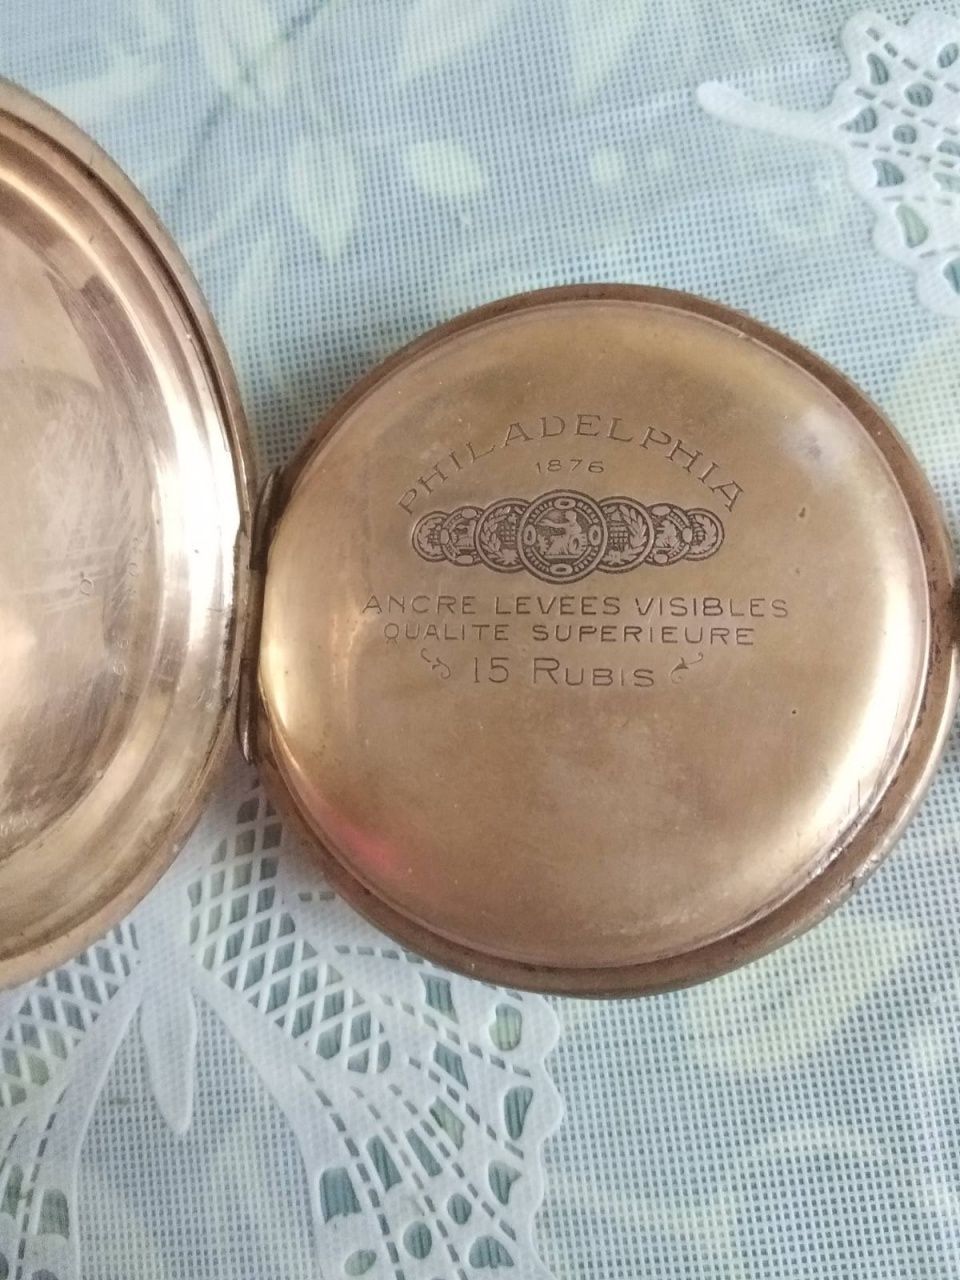 PHILADELPHIA
1876
ANCRE LEVEES VISIBLES
QUALITE SUPERIEURE
15 RUBIS